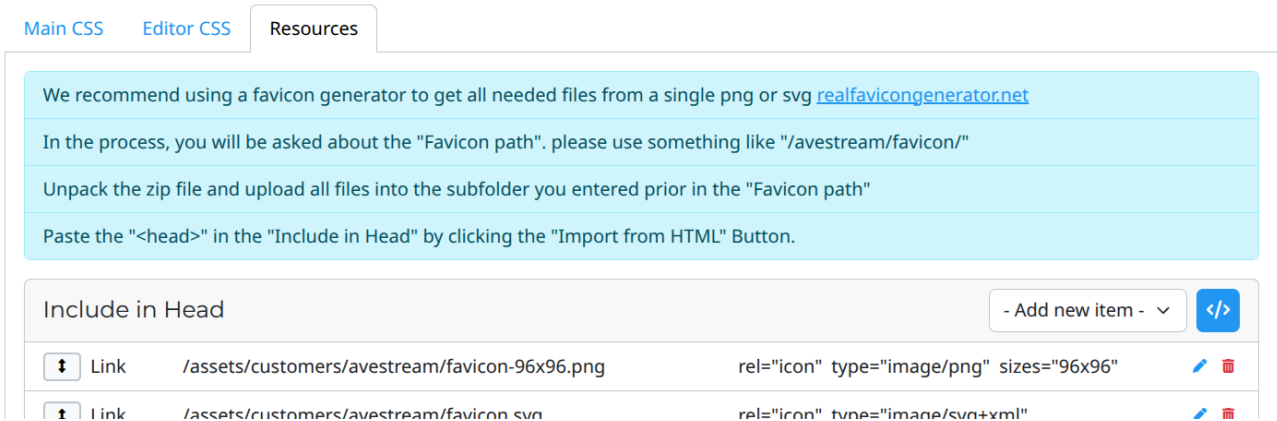 Main CSS Editor CSS Resources
We recommend using a favicon generator to get all needed files from a single png or svg realfavicongenerator.net
In the process, you will be asked about the "Favicon path". please use something like "/avestream/favicon/"
Unpack the zip file and upload all files into the subfolder you entered prior in the "Favicon path"
Paste the "<head>" in the "Include in Head" by clicking the "Import from HTML" Button.
Include in Head - Add new item - </>
Link /assets/customers/avestream/favicon-96x96.png rel="icon" type="image/png" sizes="96x96"
Link /assets/customers/avestream/favicon.svg rel="icon" type="image/svg+xml"